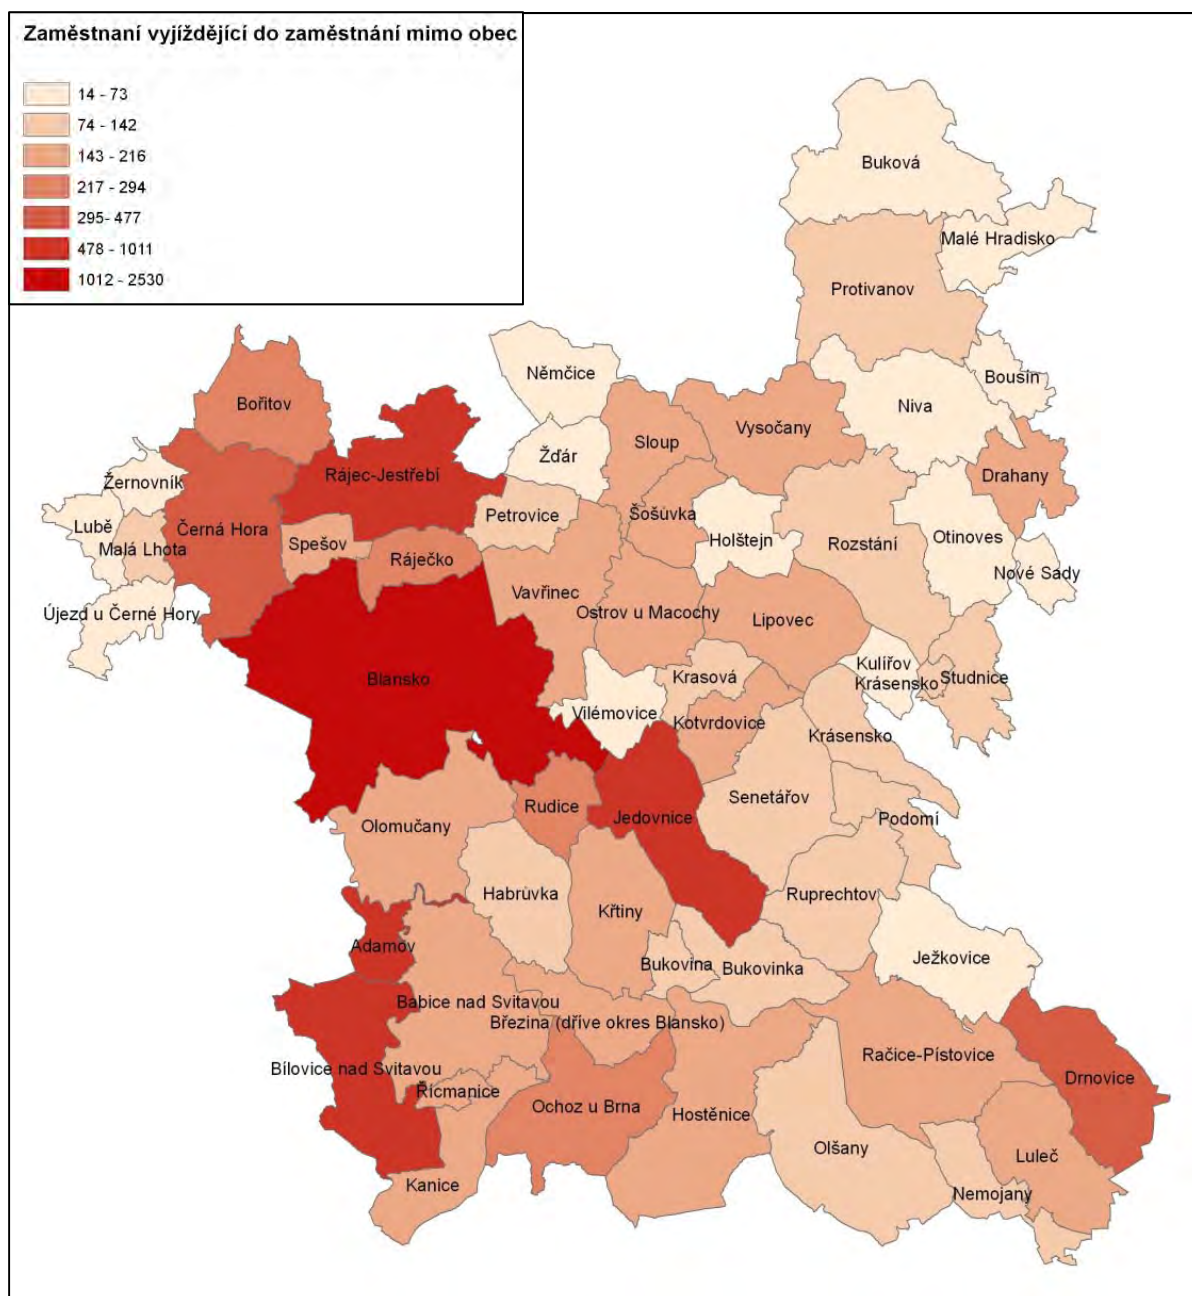 Zaměstnaní vyjíždějící do zaměstnání mimo obec
14 - 73
74 - 142
143 - 216
217 - 294
295- 477
478 - 1011
1012 - 2530
Buková
Malé Hradisko
Protivanov
Němčice
Bousín
Bořitov
Niva
Vysočany
Sloup
Žďár
Rájec-Jestřebí
Drahany
Žernovník
Petrovice
Šošůvka
Lubě
Černá Hora
Malá Lhota
Spešov
Ráječko
Holštejn
Rozstání
Otinoves
Nové Sady
Vavřinec
Újezd u Černé Hory
Ostrov u Macochy
Lipovec
Kulířov
Blansko
Krasová
Krásensko
Studnice
Vilémovice
Kotvrdovice
Krásensko
Senetářov
Rudice
Jedovnice
Podomí
Olomučany
Habrůvka
Ruprechtov
Křtiny
Adamov
Bukovina
Bukovinka
Ježkovice
Babice nad Svitavou
Březina (dříve okres Blansko)
Račice-Pístovice
Bílovice nad Svitavou
Drnovice
Řícmanice
Ochoz u Brna
Hostěnice
Olšany
Luleč
Kanice
Nemojany